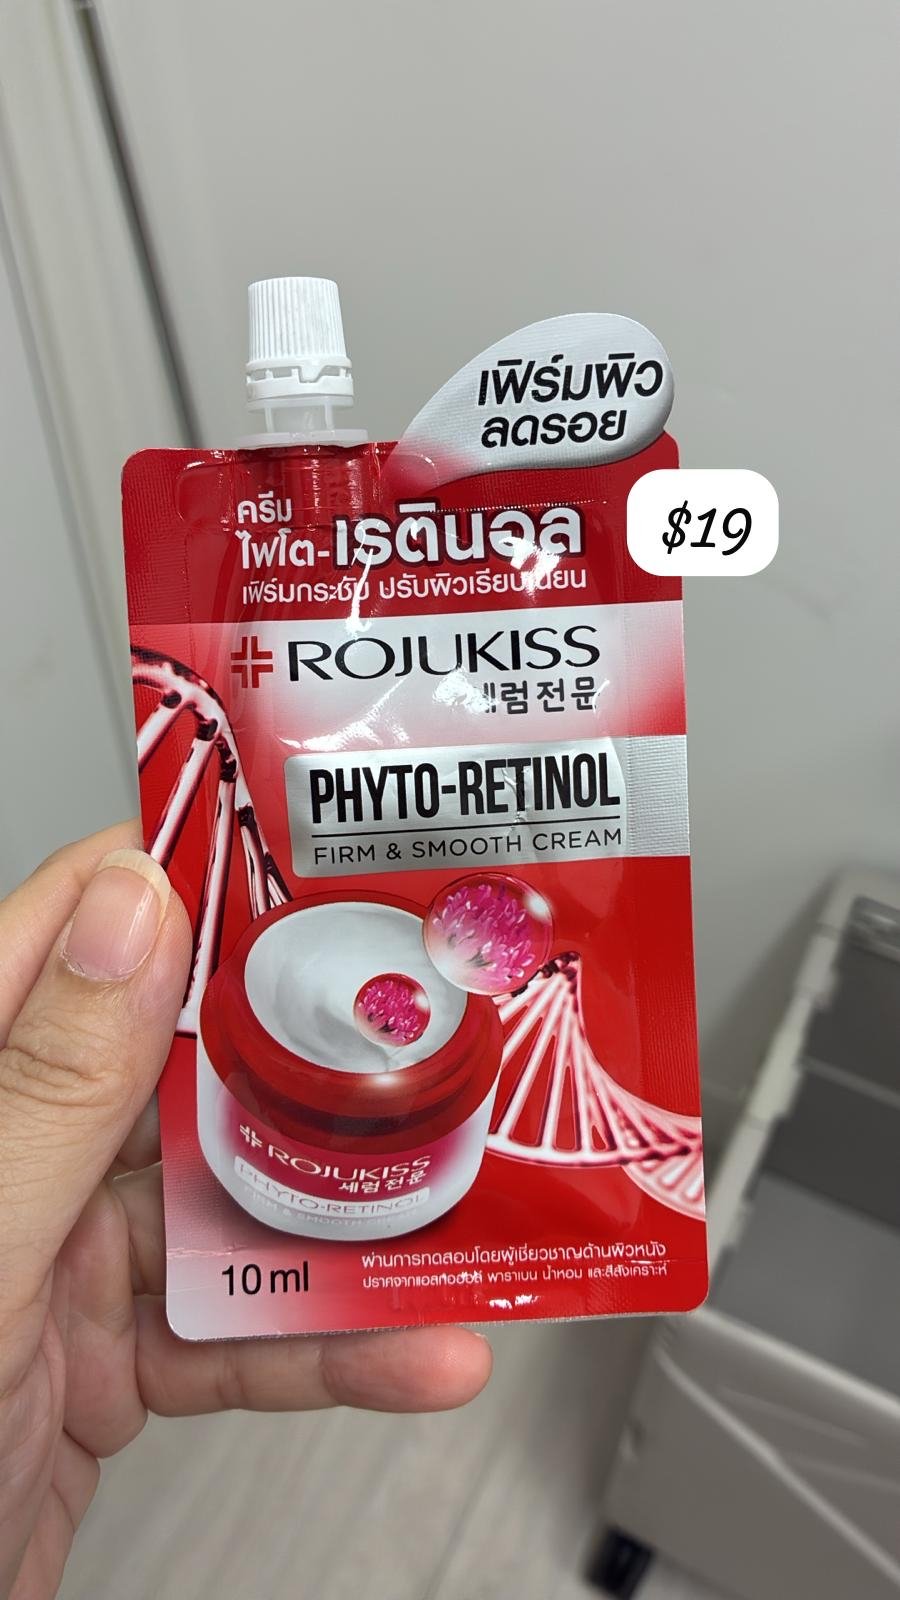 เฟิร์มผิว
ลดรอย
ครีม
ไฟโต-เรตินอล
เฟิร์มกระชับ ปรับผิวเรียบเนียน
$19
ROJUKISS
세럼전문
PHYTO-RETINOL
FIRM & SMOOTH CREAM
ROJUKISS
세럼전문
PHYTO-RETINOL
FIRM & SMOOTH CREAM
ผ่านการทดสอบโดยผู้เชี่ยวชาญด้านผิวหนัง
10 ml
ปราศจากแอลกอฮอล์ พาราเบน น้ำหอม และสีสังเคราะห์